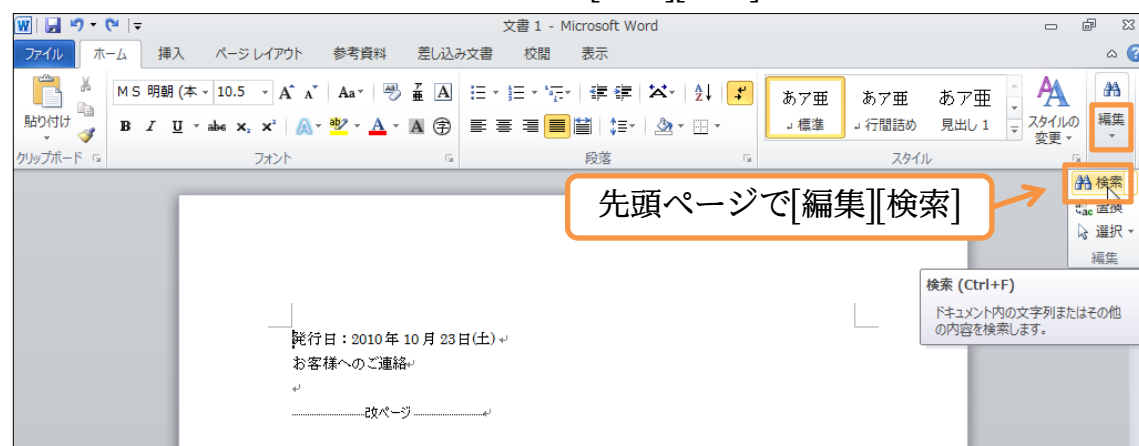 文書 1 - Microsoft Word
ファイル ホーム 挿入 ページ レイアウト 参考資料 差し込み文書 校閲 表示
貼り付け
クリップボード
ＭＳ 明朝 (本 10.5
フォント
段落
あア亜 あア亜 あア亜
標準 行間詰め 見出し 1
スタイルの
変更
スタイル
編集
先頭ページで[編集][検索]
検索
置換
選択
編集
検索 (Ctrl+F)
ドキュメント内の文字列またはその他
の内容を検索します。
発行日：2010年 10月 23日(土)
お客様へのご連絡
改ページ